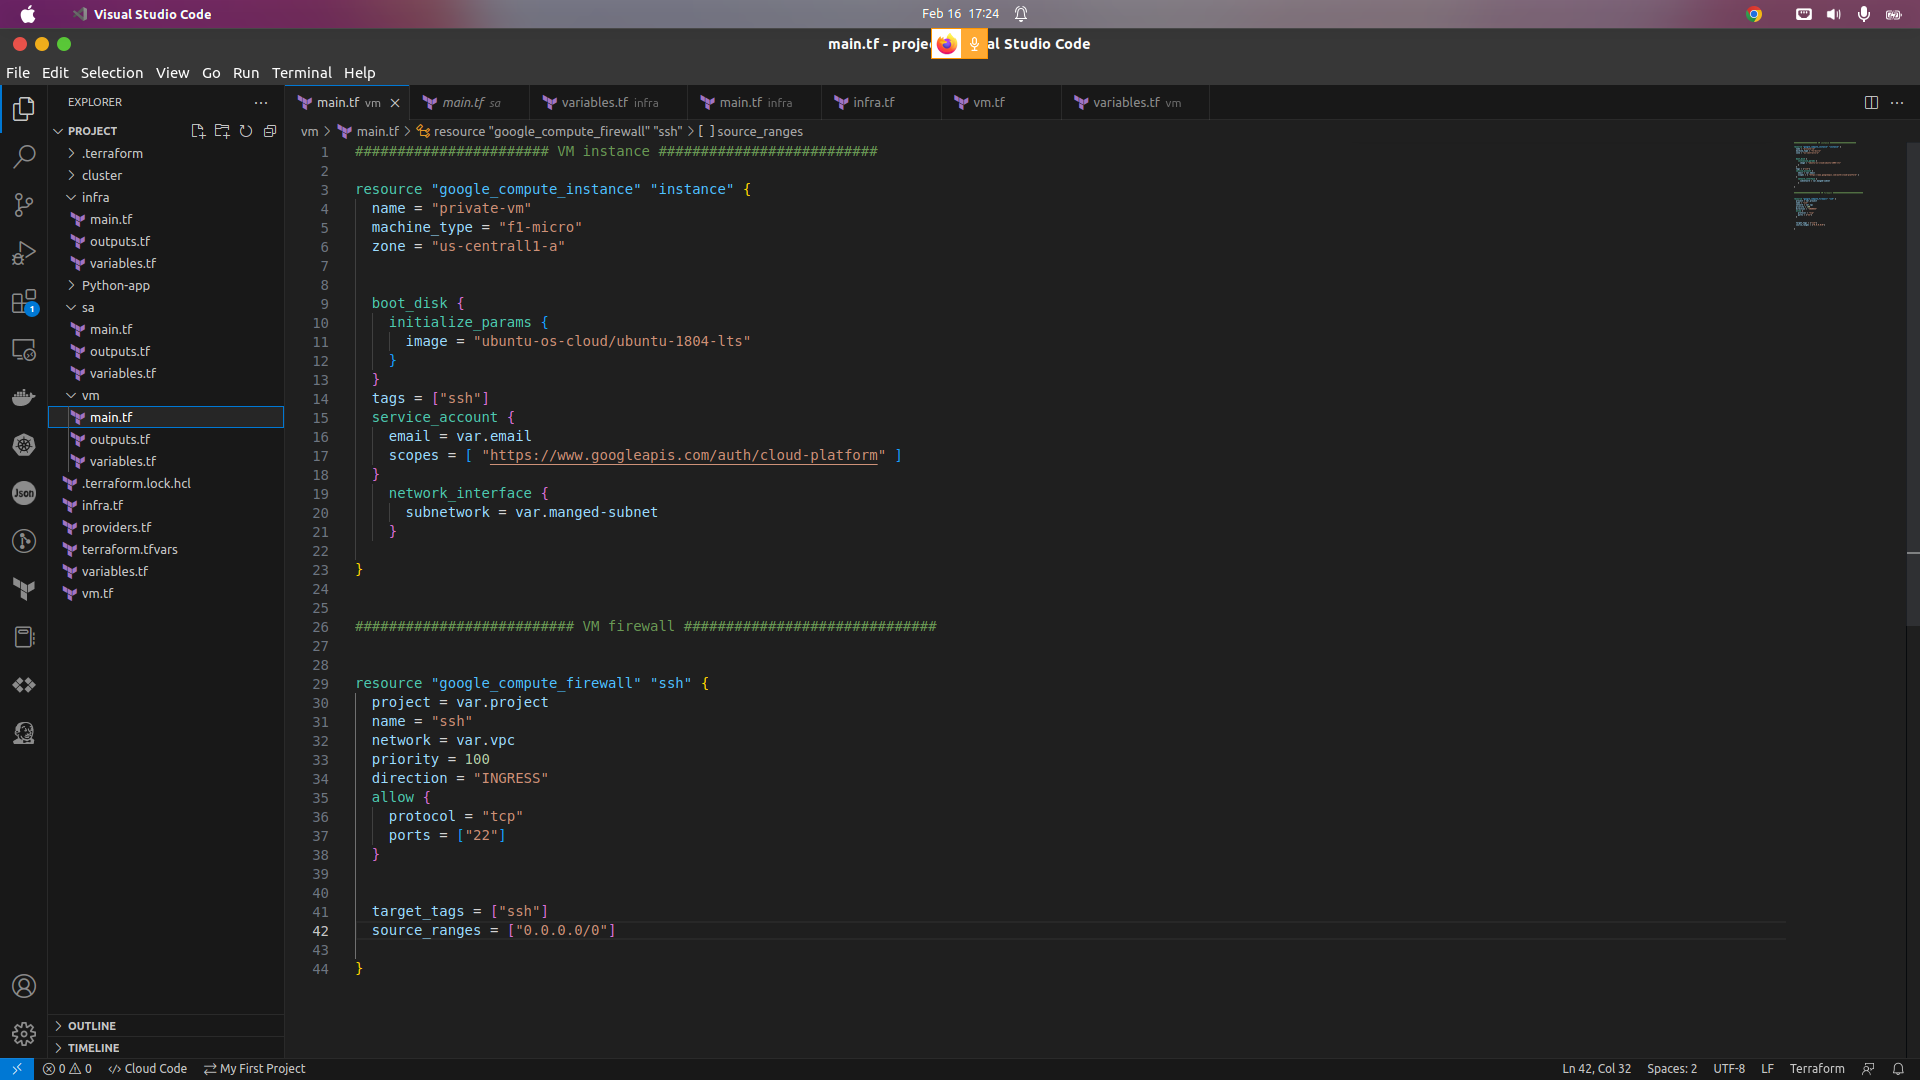 Visual Studio Code
Feb 16 17:24
main.tf - proje
al Studio Code
File Edit Selection View Go Run Terminal Help
EXPLORER
PROJECT
.terraform
cluster
infra
main.tf
outputs.tf
variables.tf
Python-app
sa
main.tf
outputs.tf
variables.tf
vm
main.tf
outputs.tf
variables.tf
.terraform.lock.hcl
infra.tf
providers.tf
terraform.tfvars
variables.tf
vm.tf
OUTLINE
TIMELINE
1
Json
main.tf vm
main.tf sa
variables.tf infra
main.tf infra
infra.tf
vm.tf
variables.tf vm
vm > main.tf > resource "google_compute_firewall" "ssh" > [ ] source_ranges
1 ####################### VM instance ##########################
2
3 resource "google_compute_instance" "instance" {
4 name = "private-vm"
5 machine_type = "f1-micro"
6 zone = "us-centrall1-a"
7
8
9 boot_disk {
10 initialize_params {
11 image = "ubuntu-os-cloud/ubuntu-1804-lts"
12 }
13 }
14 tags = ["ssh"]
15 service_account {
16 email = var.email
17 scopes = [ "https://www.googleapis.com/auth/cloud-platform" ]
18 }
19 network_interface {
20 subnetwork = var.manged-subnet
21 }
22
23 }
24
25
26 ########################## VM firewall ##############################
27
28
29 resource "google_compute_firewall" "ssh" {
30 project = var.project
31 name = "ssh"
32 network = var.vpc
33 priority = 100
34 direction = "INGRESS"
35 allow {
36 protocol = "tcp"
37 ports = ["22"]
38 }
39
40
41 target_tags = ["ssh"]
42 source_ranges = ["0.0.0.0/0"]
43
44 }
0 0 Cloud Code My First Project
Ln 42, Col 32 Spaces: 2 UTF-8 LF Terraform